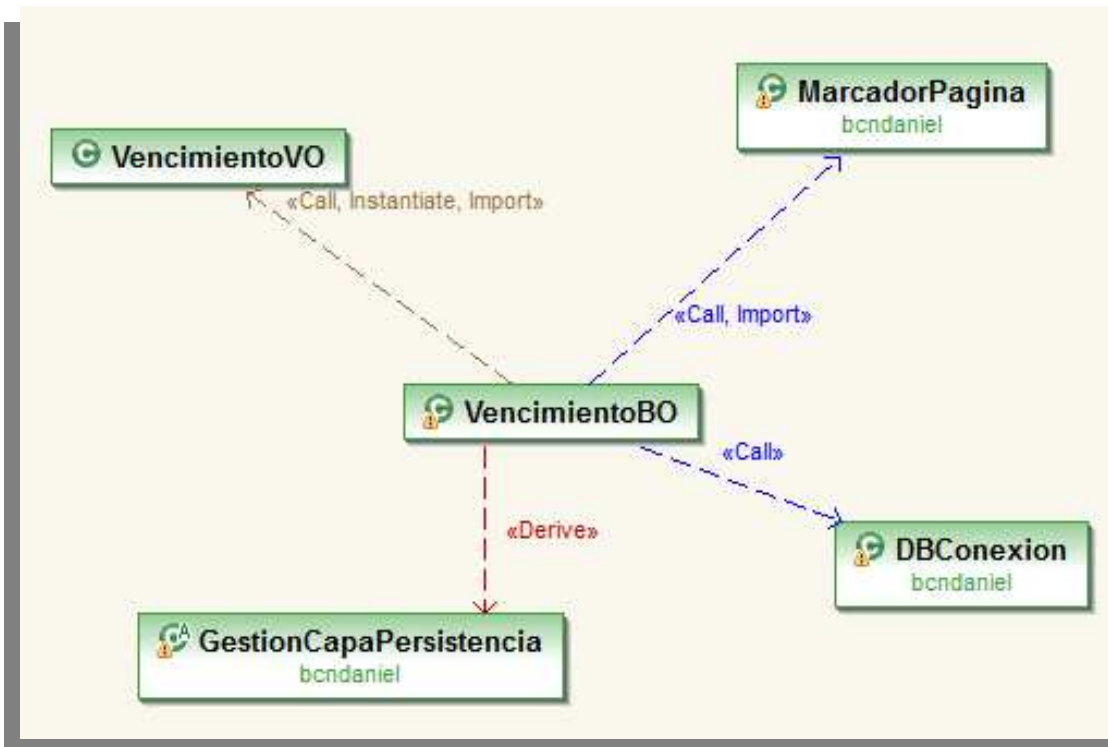 MarcadorPagina
bcndaniel
VencimientoVO
«Call, Instantiate, Import»
«Call, Import»
VencimientoBO
«Call»
«Derive»
DBConexion
bcndaniel
GestionCapaPersistencia
bcndaniel